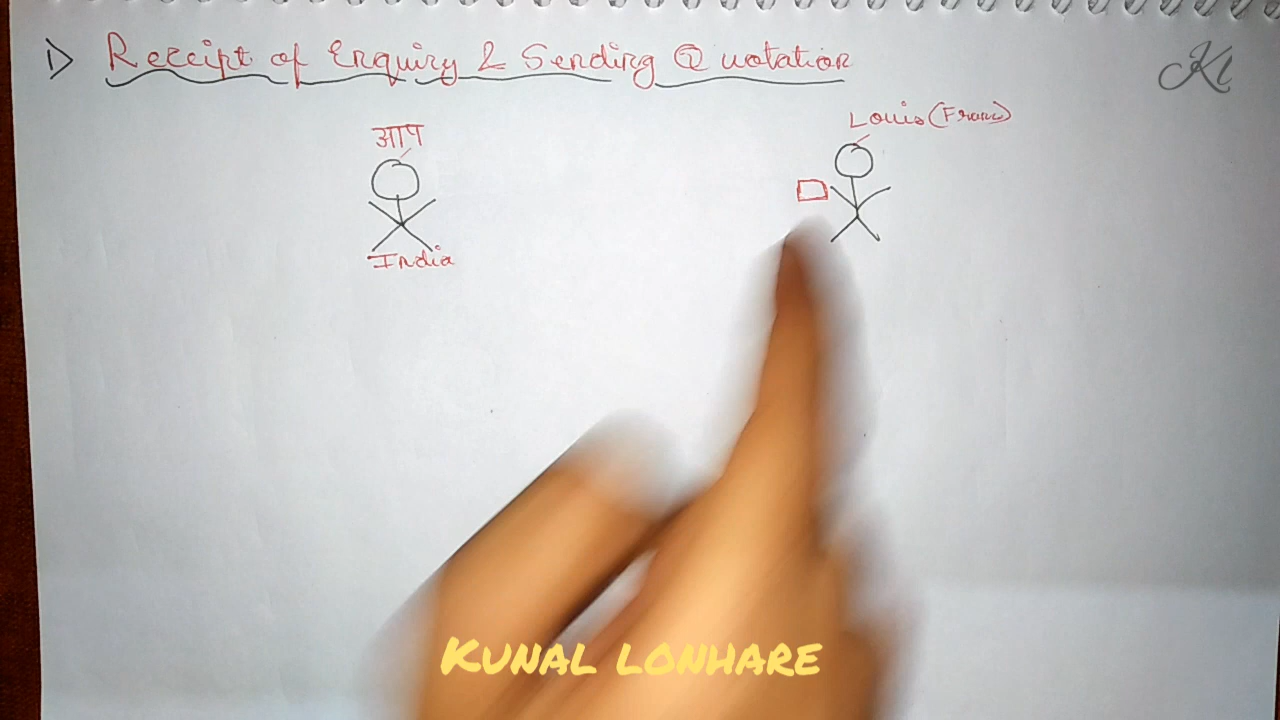 1) Receipt of Enquiry & Sending Quotation
Kl
Louis (France)
आप
India
KUNAL LONHARE